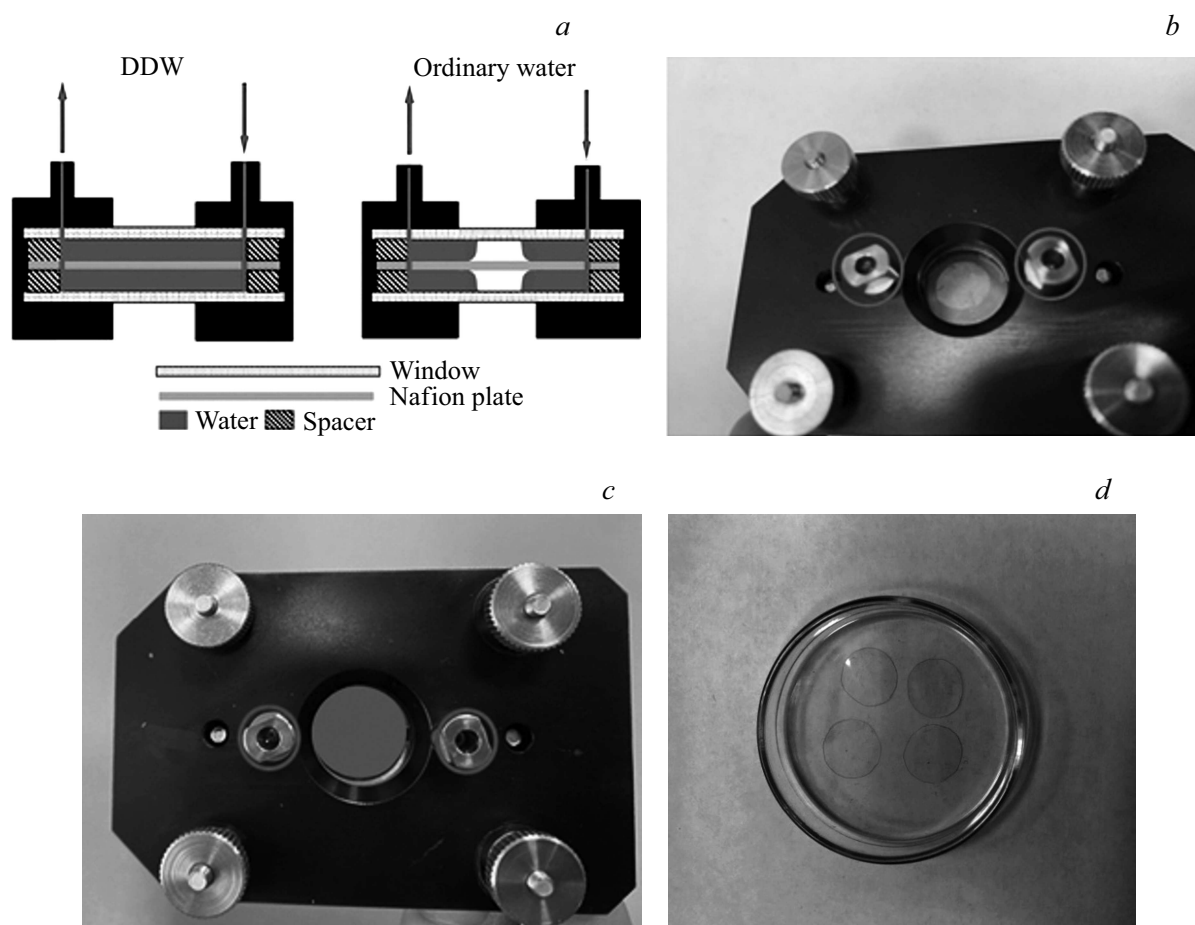 a
b
DDW
Ordinary water
Window
Nafion plate
Water
Spacer
c
d